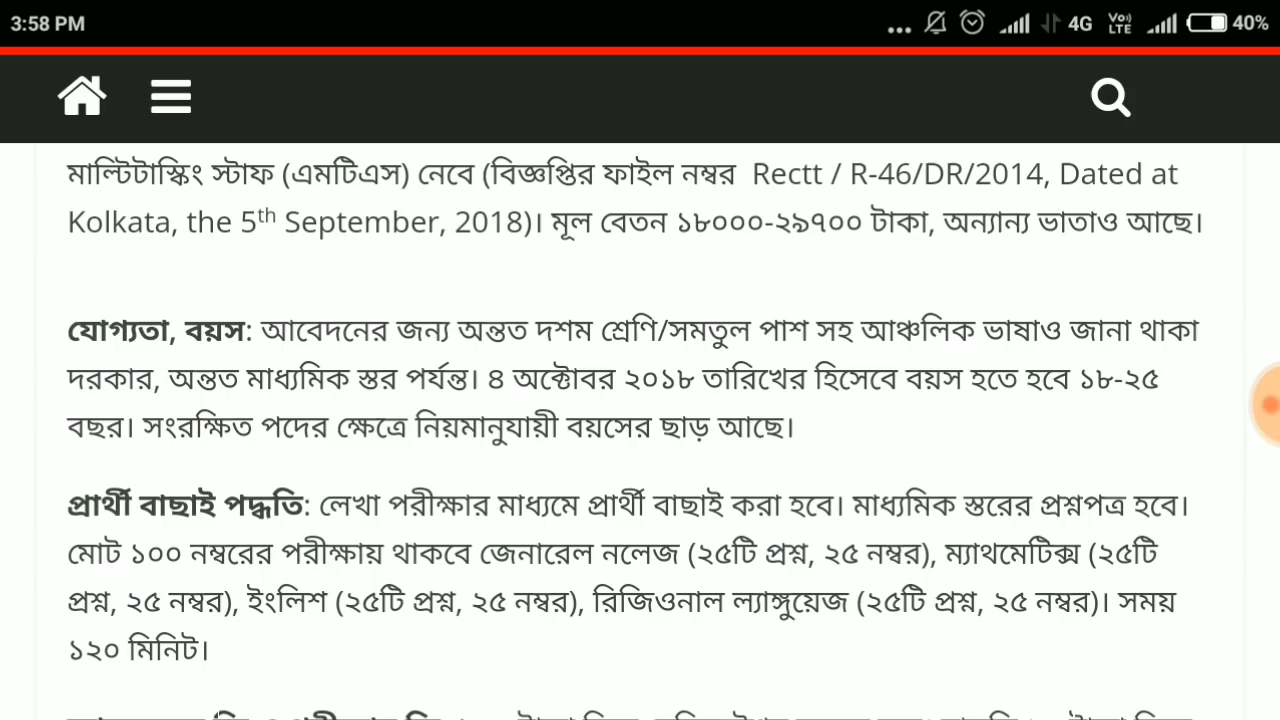 3:58 PM
... 4G Vo) LTE 40%
মাল্টিটাস্কিং স্টাফ (এমটিএস) নেবে (বিজ্ঞপ্তির ফাইল নম্বর Rectt / R-46/DR/2014, Dated at
Kolkata, the 5th September, 2018)। মূল বেতন ১৮০০০-২৯৭০০ টাকা, অন্যান্য ভাতাও আছে।
যোগ্যতা, বয়স: আবেদনের জন্য অন্তত দশম শ্রেণি/সমতুল পাশ সহ আঞ্চলিক ভাষাও জানা থাকা
দরকার, অন্তত মাধ্যমিক স্তর পর্যন্ত। ৪ অক্টোবর ২০১৮ তারিখের হিসেবে বয়স হতে হবে ১৮-২৫
বছর। সংরক্ষিত পদের ক্ষেত্রে নিয়মানুযায়ী বয়সের ছাড় আছে।
প্রার্থী বাছাই পদ্ধতি: লেখা পরীক্ষার মাধ্যমে প্রার্থী বাছাই করা হবে। মাধ্যমিক স্তরের প্রশ্নপত্র হবে।
মোট ১০০ নম্বরের পরীক্ষায় থাকবে জেনারেল নলেজ (২৫টি প্রশ্ন, ২৫ নম্বর), ম্যাথমেটিক্স (২৫টি
প্রশ্ন, ২৫ নম্বর), ইংলিশ (২৫টি প্রশ্ন, ২৫ নম্বর), রিজিওনাল ল্যাঙ্গুয়েজ (২৫টি প্রশ্ন, ২৫ নম্বর)। সময়
১২০ মিনিট।